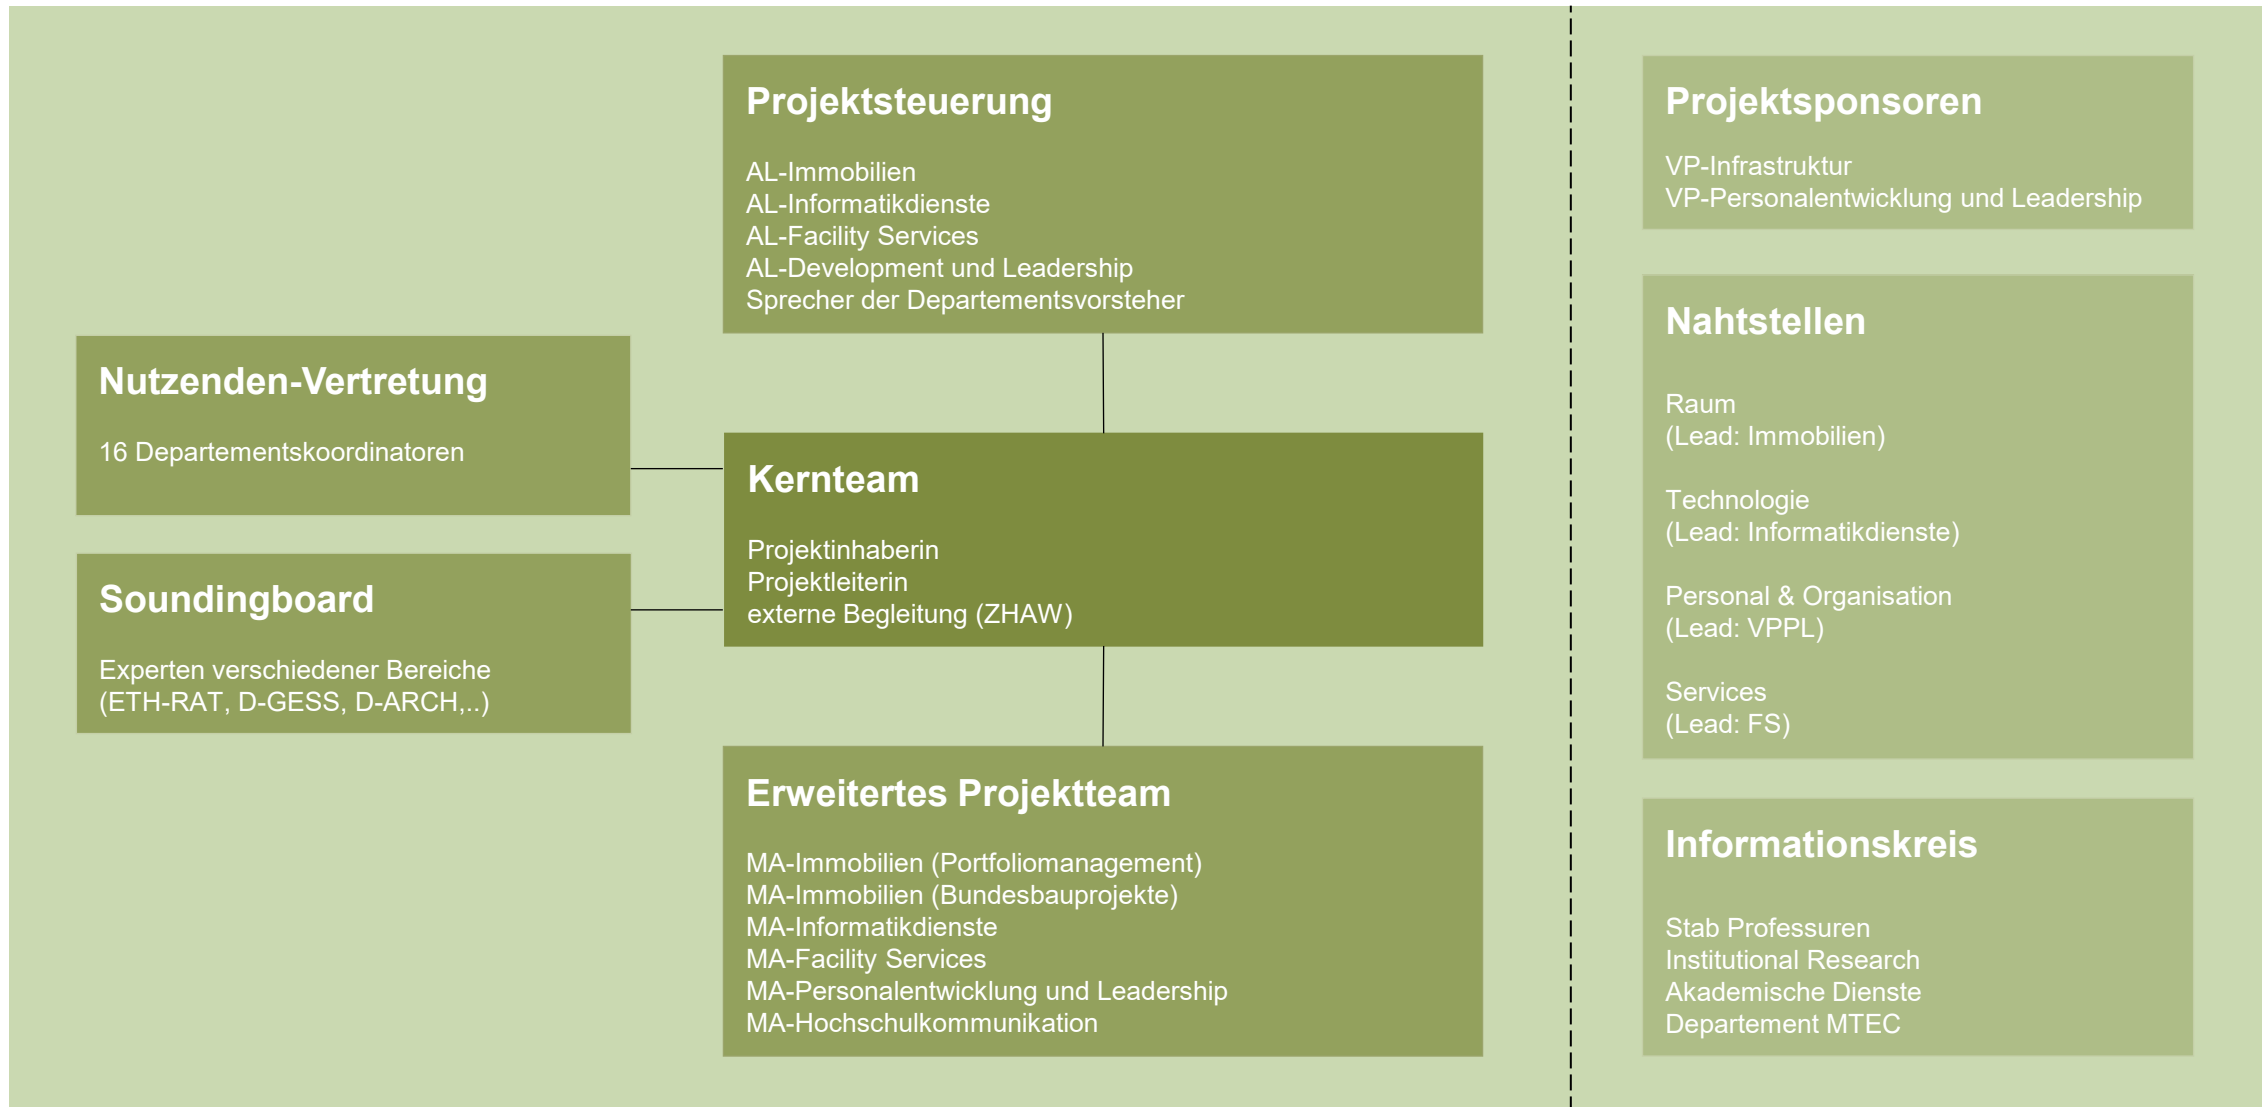 Projektsteuerung
AL-Immobilien
AL-Informatikdienste
AL-Facility Services
AL-Development und Leadership
Sprecher der Departementsvorsteher
Nutzenden-Vertretung
16 Departementskoordinatoren
Soundingboard
Experten verschiedener Bereiche
(ETH-RAT, D-GESS, D-ARCH,..)
Kernteam
Projektinhaberin
Projektleiterin
externe Begleitung (ZHAW)
Erweitertes Projektteam
MA-Immobilien (Portfoliomanagement)
MA-Immobilien (Bundesbauprojekte)
MA-Informatikdienste
MA-Facility Services
MA-Personalentwicklung und Leadership
MA-Hochschulkommunikation
Projektsponsoren
VP-Infrastruktur
VP-Personalentwicklung und Leadership
Nahtstellen
Raum
(Lead: Immobilien)
Technologie
(Lead: Informatikdienste)
Personal & Organisation
(Lead: VPPL)
Services
(Lead: FS)
Informationskreis
Stab Professuren
Institutional Research
Akademische Dienste
Departement MTEC